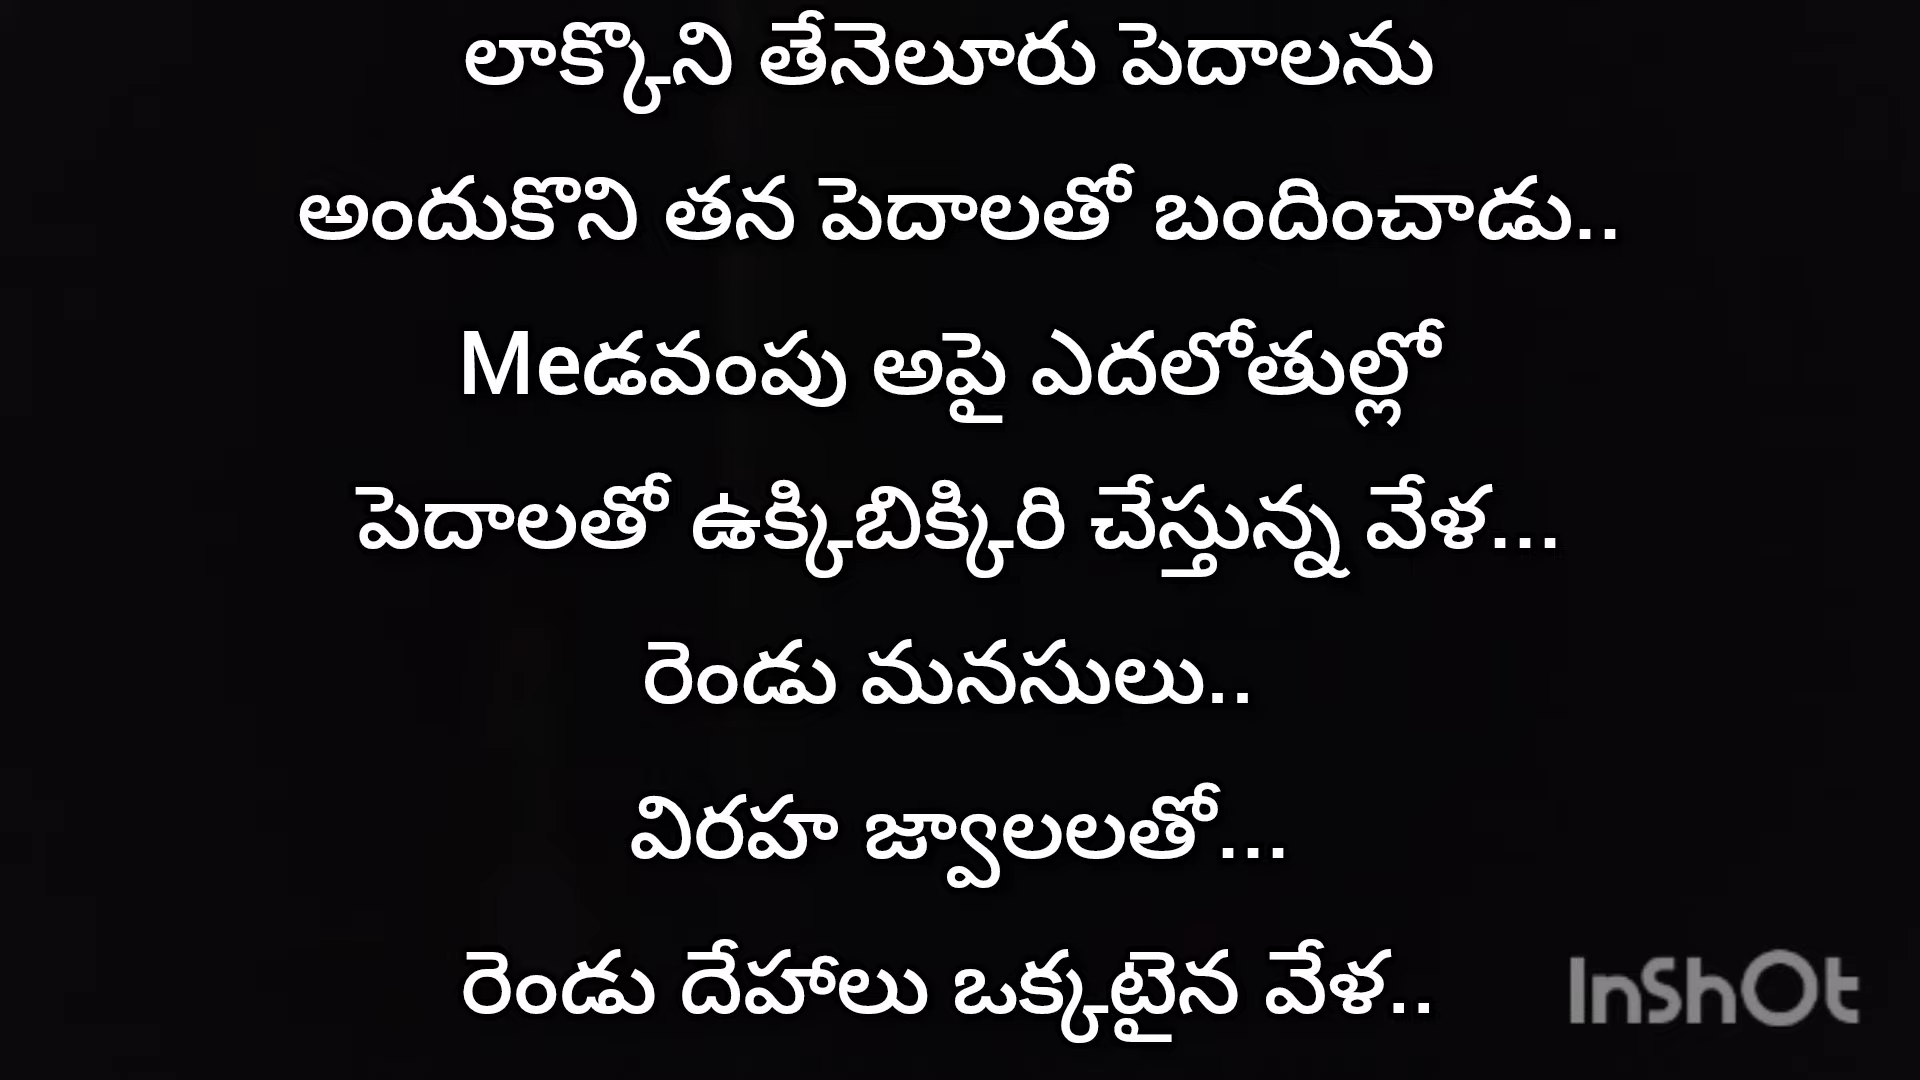 లాక్కొని తేనెలూరు పెదాలను
అందుకొని తన పెదాలతో బందించాడు..
Meడవంపు అపై ఎదలోతుల్లో
పెదాలతో ఉక్కిబిక్కిరి చేస్తున్న వేళ...
రెండు మనసులు..
విరహ జ్వాలలతో...
రెండు దేహాలు ఒక్కటైన వేళ..
InShOt